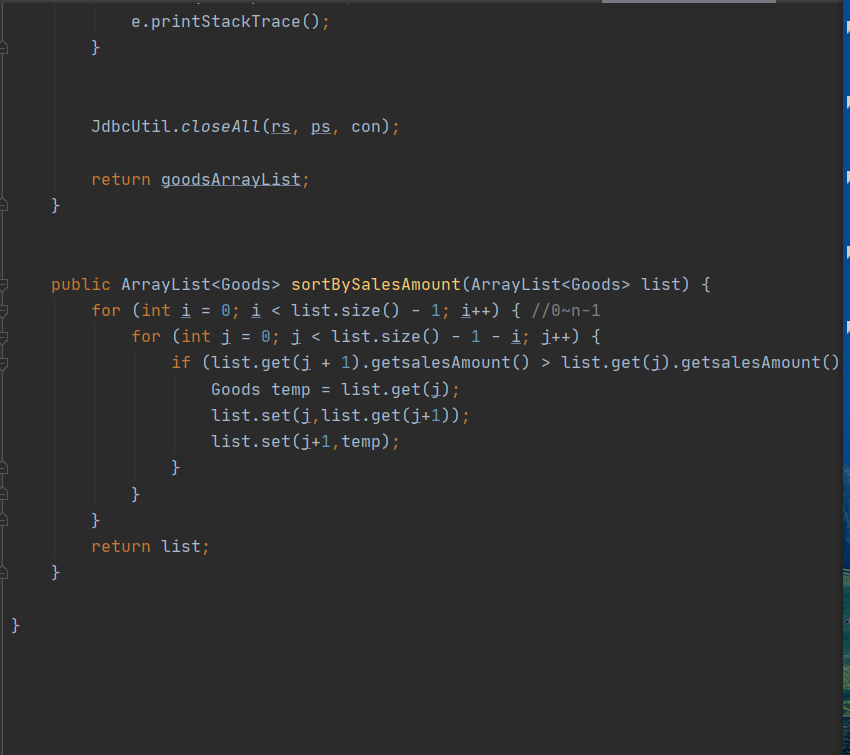 e.printStackTrace();
}
JdbcUtil.closeAll(rs, ps, con);
return goodsArrayList;
}
public ArrayList<Goods> sortBySalesAmount(ArrayList<Goods> list) {
for (int i = 0; i < list.size() - 1; i++) { //0~n-1
for (int j = 0; j < list.size() - 1 - i; j++) {
if (list.get(j + 1).getsalesAmount() > list.get(j).getsalesAmount()
Goods temp = list.get(j);
list.set(j,list.get(j+1));
list.set(j+1,temp);
}
}
}
return list;
}
}